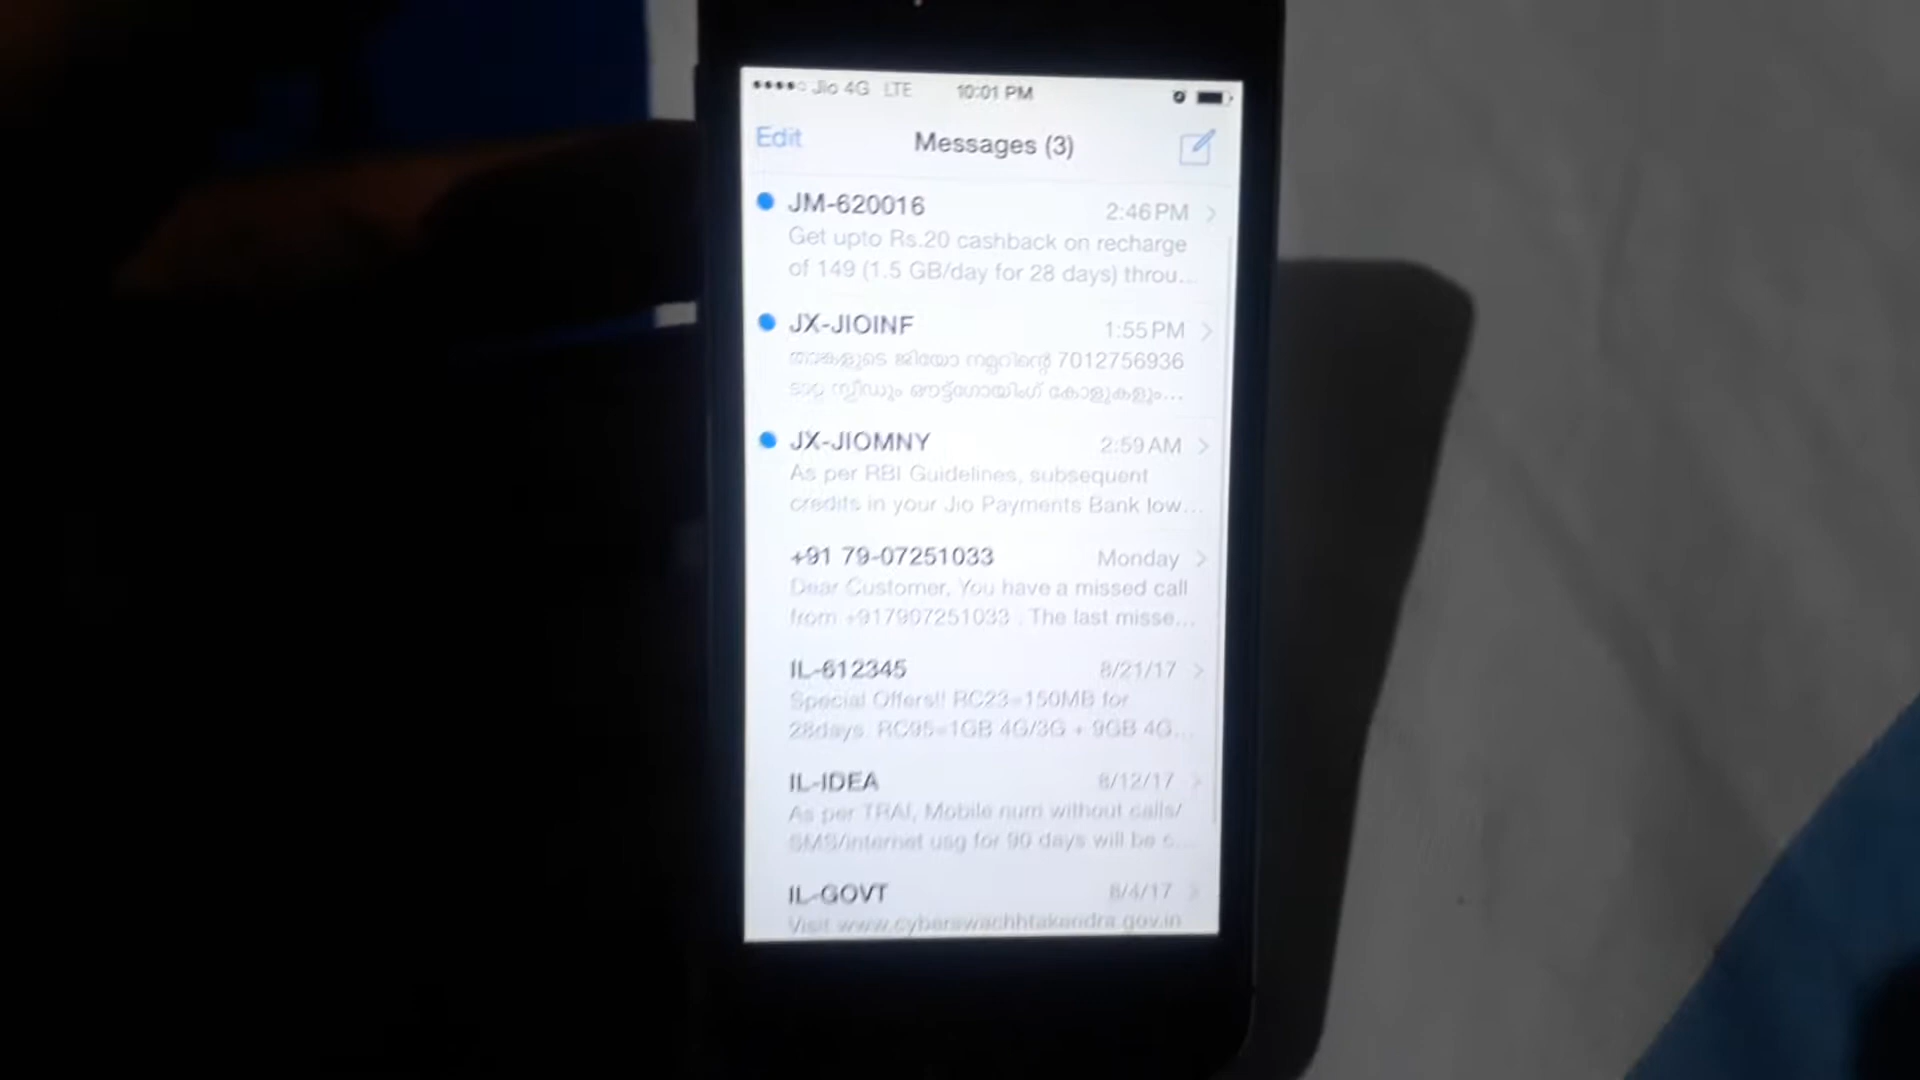 Jio 4G LTE 10:01 PM
Edit Messages (3)
JM-620016 2:46 PM
Get upto Rs.20 cashback on recharge
of 149 (1.5 GB/day for 28 days) throu...
JX-JIOINF 1:55 PM
താങ്കളുടെ ജിയോ നമ്പറിന്റെ 7012756936
ഡാറ്റ സ്പീഡും ഔട്ട്ഗോയിംഗ് കോളുകളും...
JX-JIOMNY 2:59 AM
As per RBI Guidelines, subsequent
credits in your Jio Payments Bank low...
+91 79-07251033 Monday
Dear Customer, You have a missed call
from +917907251033 . The last misse...
IL-612345 8/21/17
Special Offers!! RC23=150MB for
28days. RC95=1GB 4G/3G + 9GB 4G...
IL-IDEA 8/12/17
As per TRAI, Mobile num without calls/
SMS/internet usg for 90 days will be c...
IL-GOVT 8/4/17
Visit www.cyberswachhtakendra.gov.in